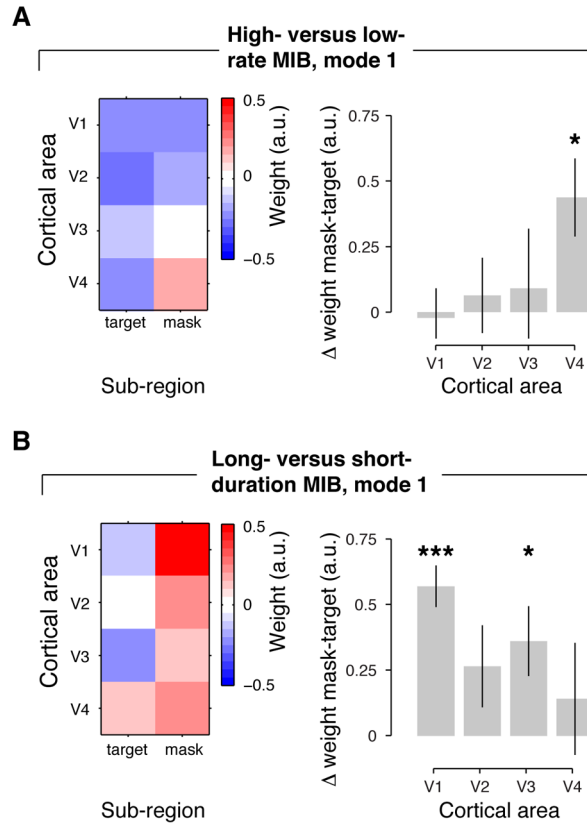 A
High- versus low-
rate MIB, mode 1
Cortical area
V1
V2
V3
V4
target
mask
Sub-region
0.5
0
−0.5
Weight (a.u.)
Δ weight mask-target (a.u.)
0.75
0.25
0
*
V1
V2
V3
V4
Cortical area
B
Long- versus short-
duration MIB, mode 1
Cortical area
V1
V2
V3
V4
target
mask
Sub-region
0.5
0
−0.5
Weight (a.u.)
Δ weight mask-target (a.u.)
0.75
0.5
0.25
0
***
*
V1
V2
V3
V4
Cortical area